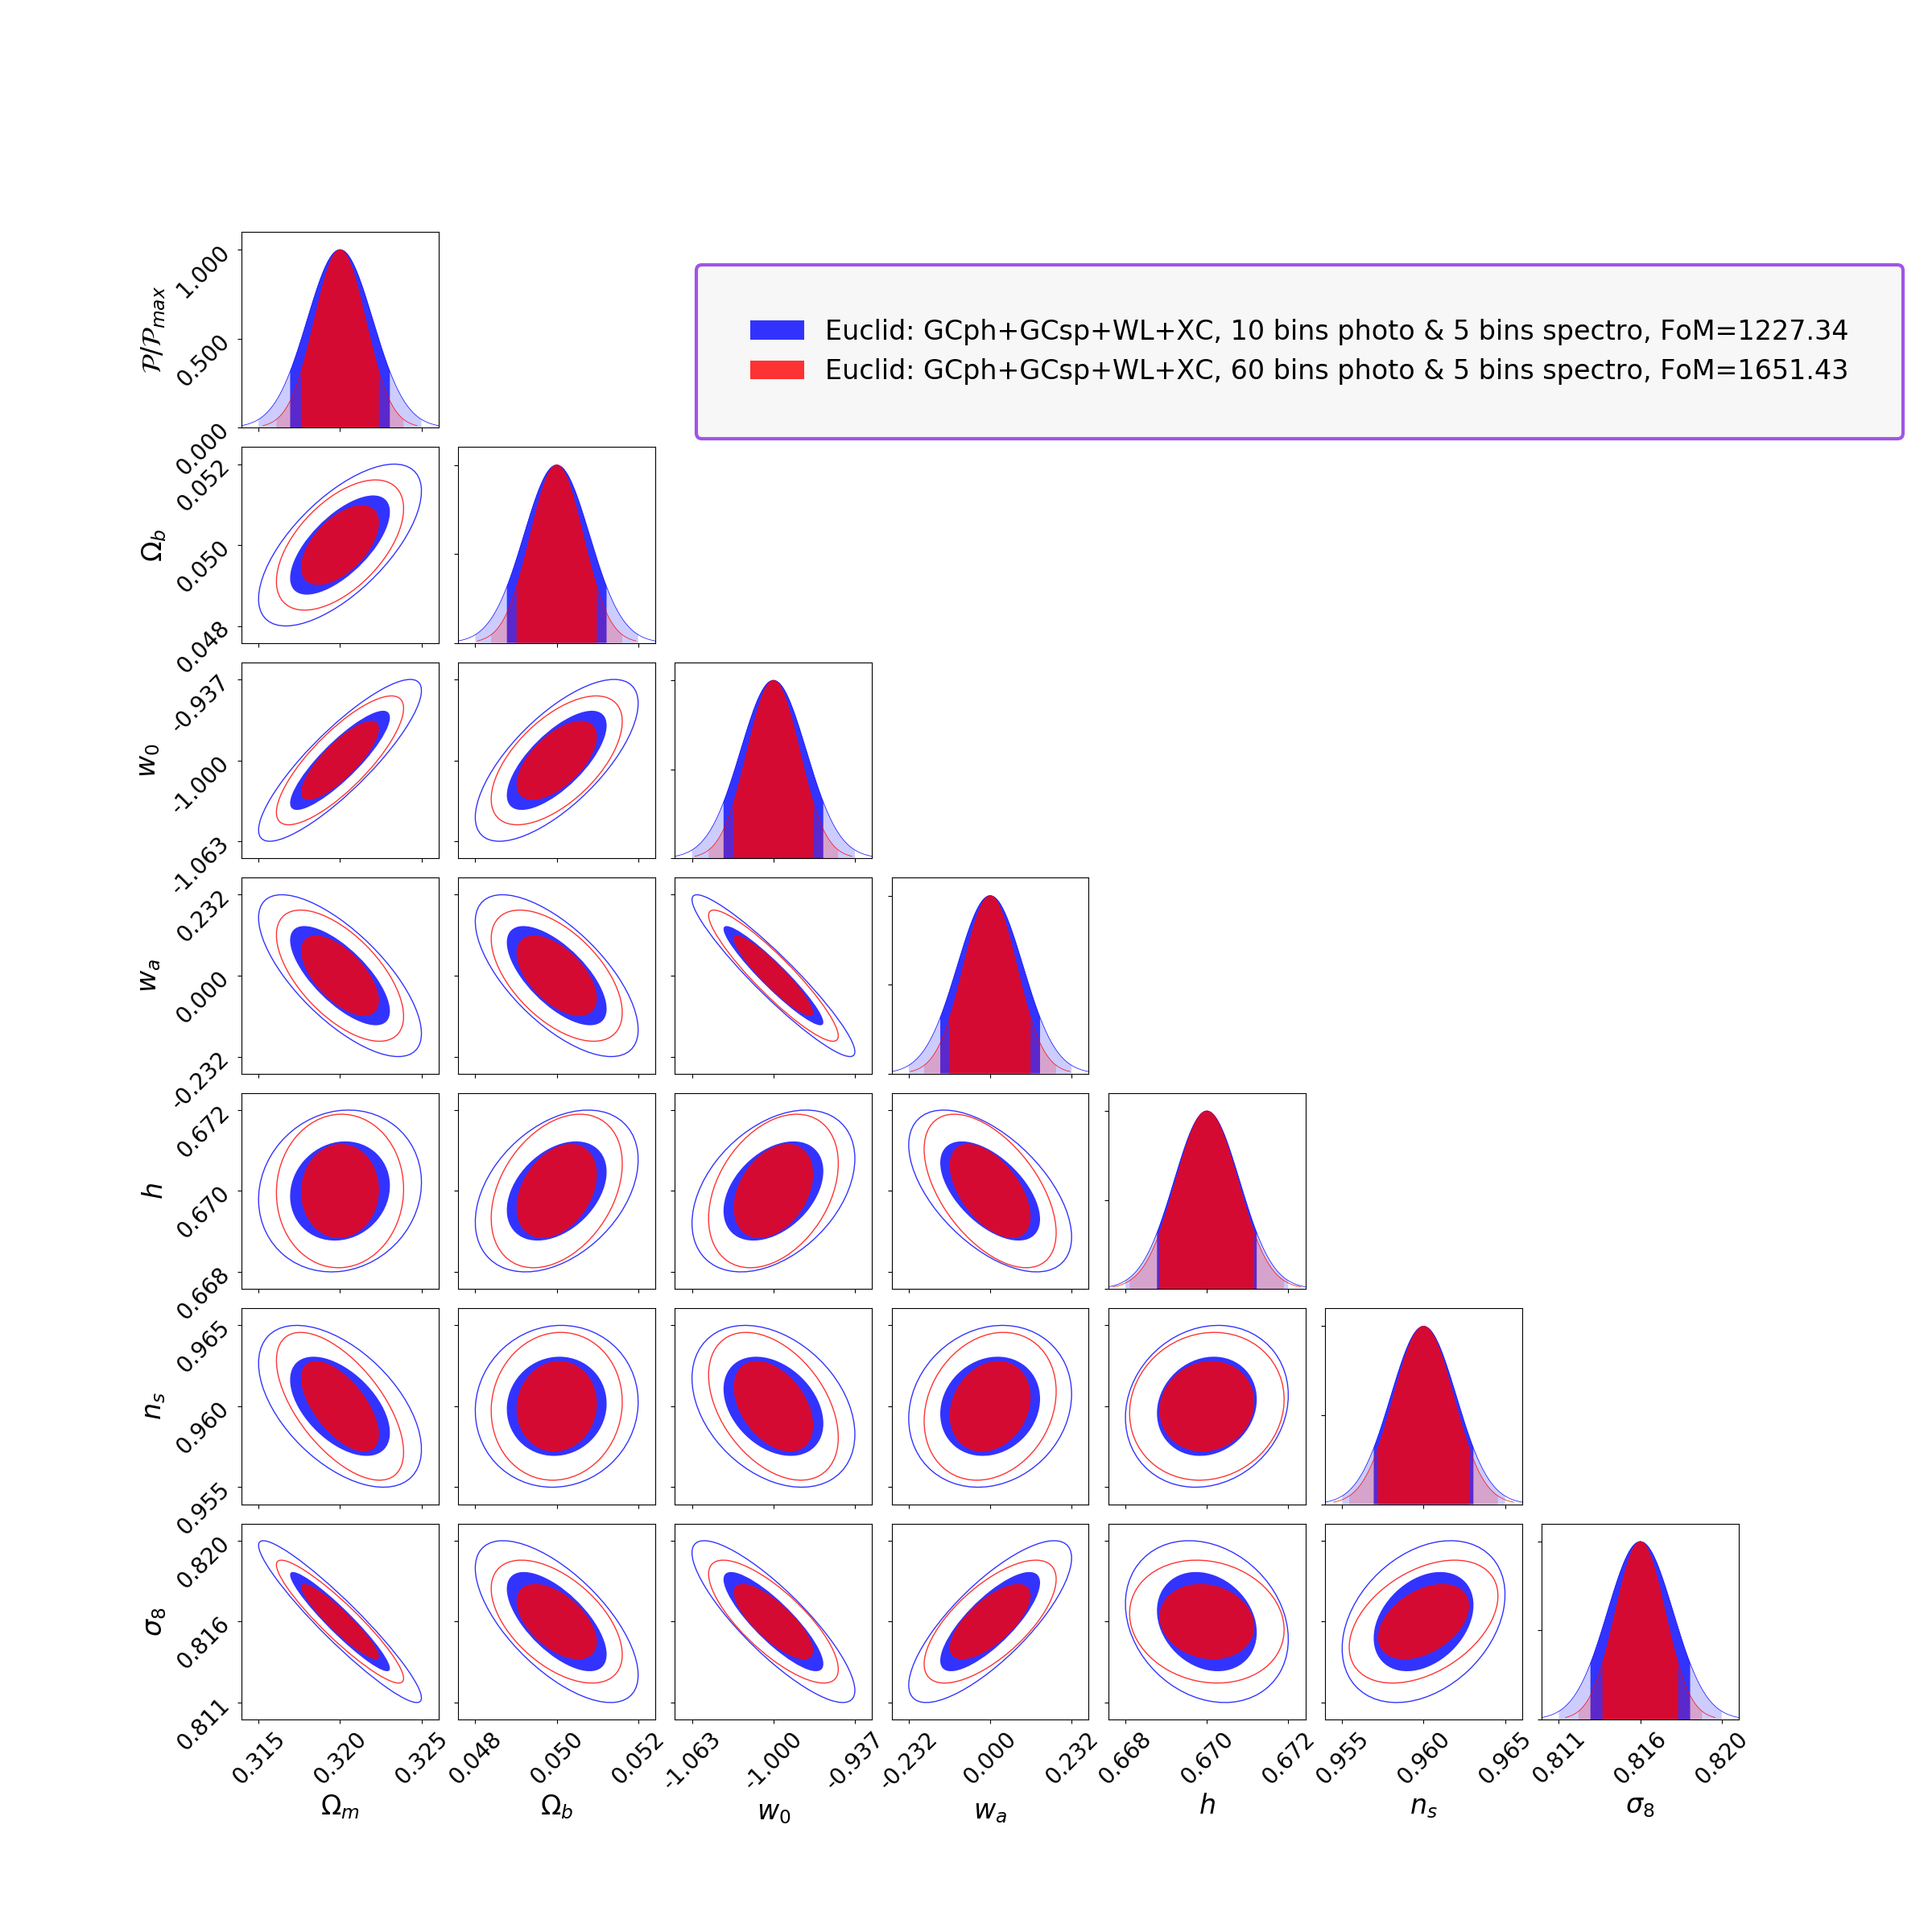 1.000
𝒫/𝒫max
0.500
0.000
Euclid: GCph+GCsp+WL+XC, 10 bins photo & 5 bins spectro, FoM=1227.34
Euclid: GCph+GCsp+WL+XC, 60 bins photo & 5 bins spectro, FoM=1651.43
0.052
Ωb
0.050
0.048
-0.937
w0
-1.000
-1.063
0.232
wa
0.000
-0.232
0.672
h
0.670
0.668
0.965
ns
0.960
0.955
0.820
σ8
0.816
0.811
0.315 0.320 0.325 0.048 0.050 0.052 -1.063 -1.000 -0.937 -0.232 0.000 0.232 0.668 0.670 0.672 0.955 0.960 0.965 0.811 0.816 0.820
Ωm Ωb w0 wa h ns σ8